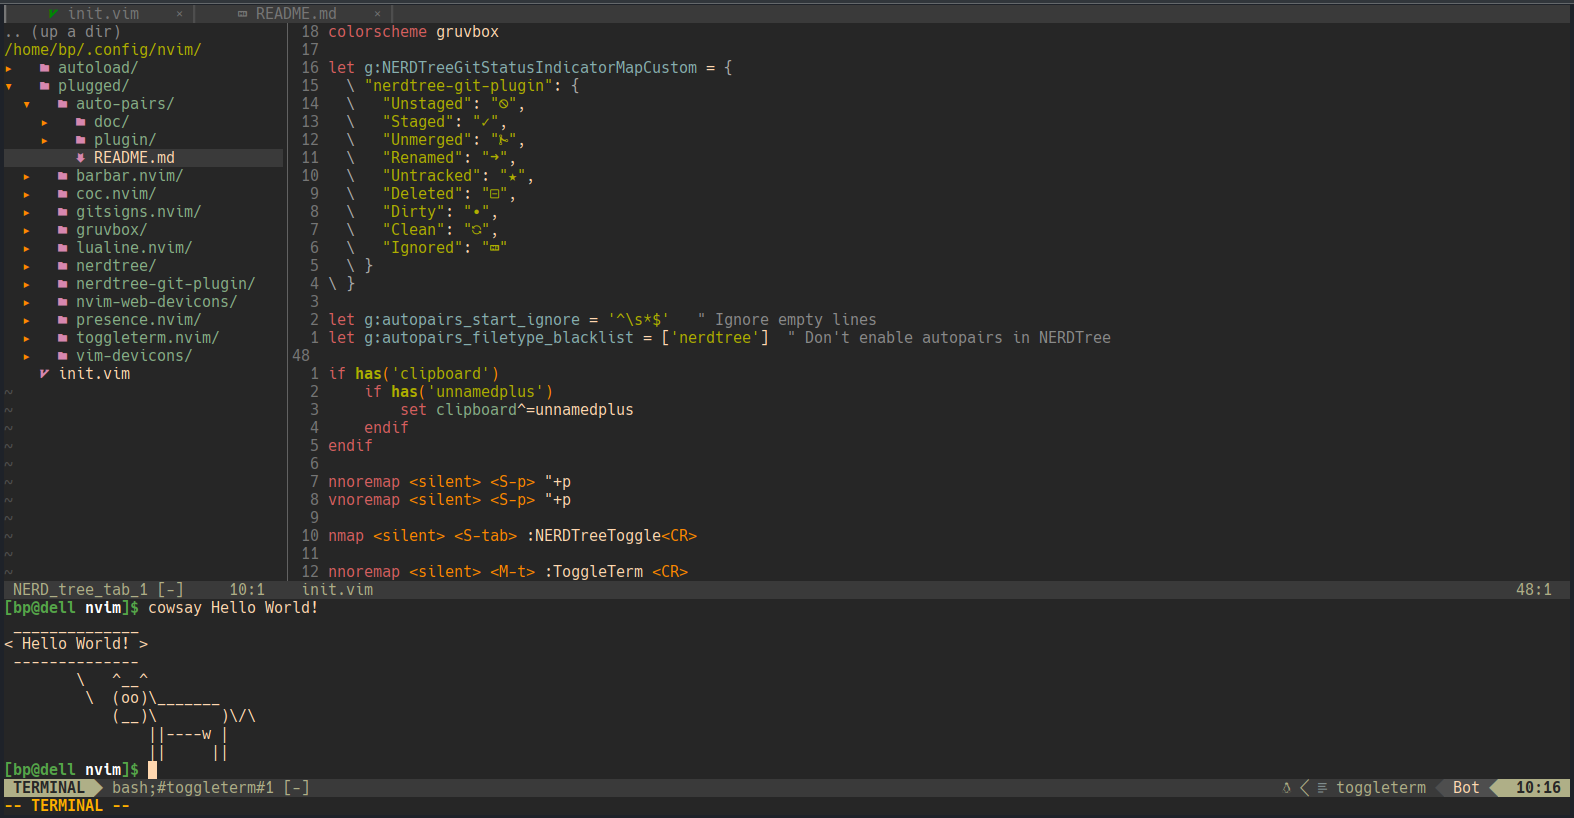 init.vim × README.md ×
.. (up a dir)
/home/bp/.config/nvim/
▸ autoload/
▾ plugged/
▾ auto-pairs/
▸ doc/
▸ plugin/
README.md
▸ barbar.nvim/
▸ coc.nvim/
▸ gitsigns.nvim/
▸ gruvbox/
▸ lualine.nvim/
▸ nerdtree/
▸ nerdtree-git-plugin/
▸ nvim-web-devicons/
▸ presence.nvim/
▸ toggleterm.nvim/
▸ vim-devicons/
init.vim
~
~
~
~
~
~
~
~
~
~
~
18 colorscheme gruvbox
17
16 let g:NERDTreeGitStatusIndicatorMapCustom = {
15   \ "nerdtree-git-plugin": {
14   \   "Unstaged": "",
13   \   "Staged": "✓",
12   \   "Unmerged": "",
11   \   "Renamed": "➜",
10   \   "Untracked": "★",
9   \   "Deleted": "⊟",
8   \   "Dirty": "•",
7   \   "Clean": "",
6   \   "Ignored": ""
5   \ }
4 \ }
3
2 let g:autopairs_start_ignore = '^\s*$'   " Ignore empty lines
1 let g:autopairs_filetype_blacklist = ['nerdtree']  " Don't enable autopairs in NERDTree
48
1 if has('clipboard')
2     if has('unnamedplus')
3         set clipboard^=unnamedplus
4     endif
5 endif
6
7 nnoremap <silent> <S-p> "+p
8 vnoremap <silent> <S-p> "+p
9
10 nmap <silent> <S-tab> :NERDTreeToggle<CR>
11
12 nnoremap <silent> <M-t> :ToggleTerm <CR>
NERD_tree_tab_1 [-]     10:1    init.vim    48:1
[bp@dell nvim]$ cowsay Hello World!
 ______________
< Hello World! >
 --------------
        \   ^__^
         \  (oo)\_______
            (__)\       )\/\
                ||----w |
                ||     ||
[bp@dell nvim]$
TERMINAL bash;#toggleterm#1 [-] toggleterm Bot 10:16
-- TERMINAL --